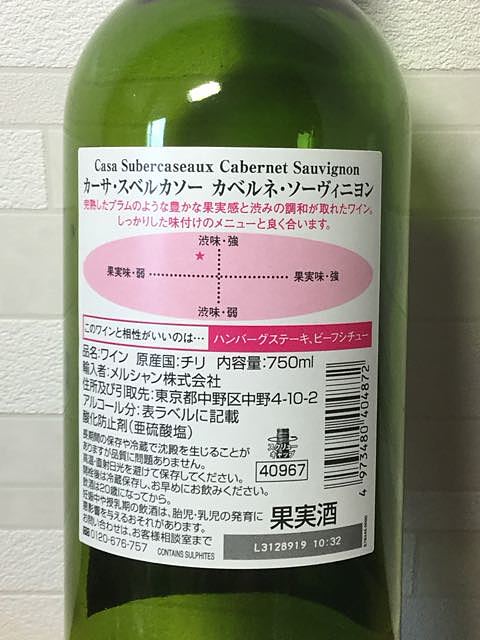 Casa Subercaseaux Cabernet Sauvignon
カーサ・スベルカソー カベルネ・ソーヴィニヨン
完熟したプラムのような豊かな果実感と渋みの調和が取れたワイン。
しっかりした味付けのメニューと良く合います。
渋味・強
★
果実味・弱 果実味・強
渋味・弱
このワインと相性がいいのは… ハンバーグステーキ、ビーフシチュー
品名:ワイン 原産国:チリ 内容量:750ml
輸入者:メルシャン株式会社
住所及び引取先:東京都中野区中野4-10-2
アルコール分:表ラベルに記載
酸化防止剤(亜硫酸塩)
長期間の保存や冷蔵で沈殿を生じることが
ありますが品質に問題ありません。
高温・直射日光を避けて保存してください。
開栓後は冷蔵保存し、お早めにお飲みください。
飲酒は20歳になってから。
妊娠中や授乳期の飲酒は、胎児・乳児の発育に
悪影響を与えるおそれがあります。
お問い合わせは、お客様相談室まで
0120-676-757 CONTAINS SULPHITES
40967
果実酒
L3128919 10:32
4 973480 404872